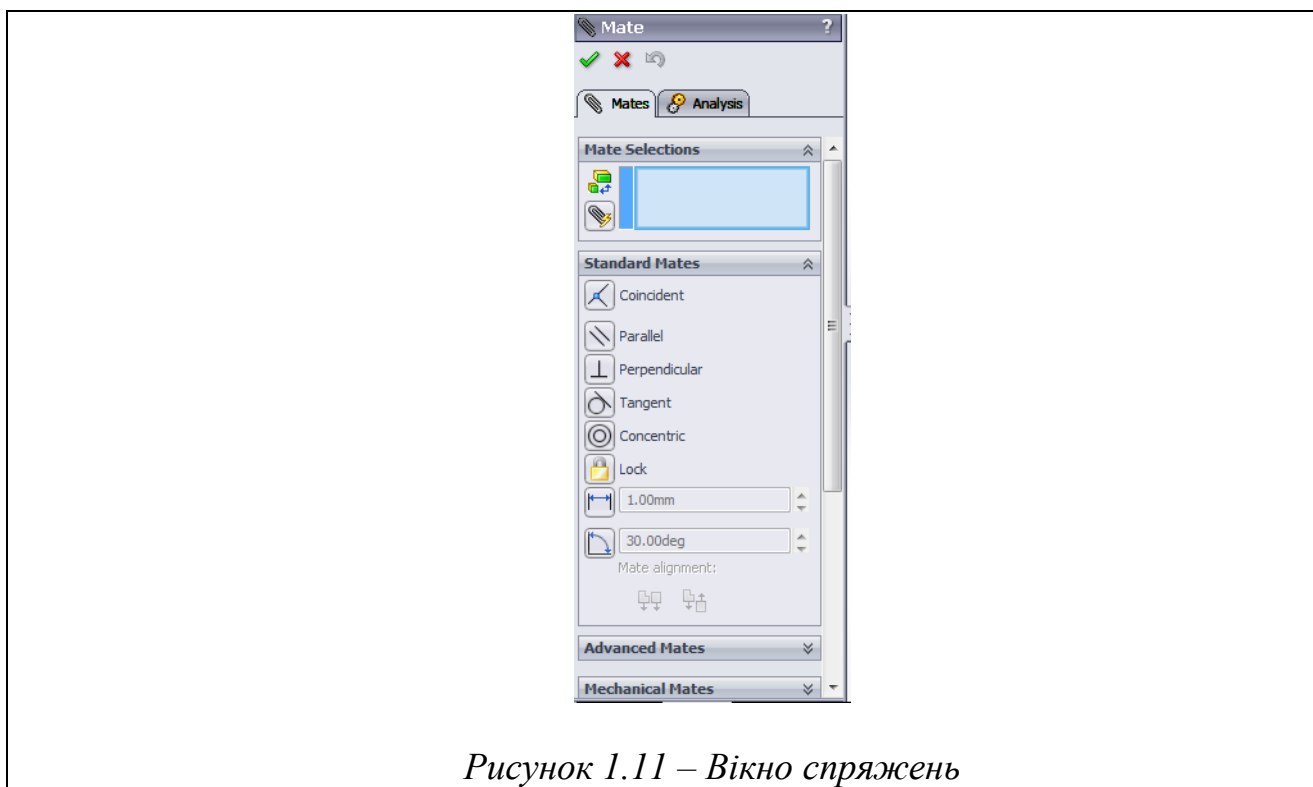 Mate ?
Mates Analysis
Mate Selections
Standard Mates
Coincident
Parallel
Perpendicular
Tangent
Concentric
Lock
1.00mm
30.00deg
Mate alignment:
Advanced Mates
Mechanical Mates
Рисунок 1.11 – Вікно спряжень